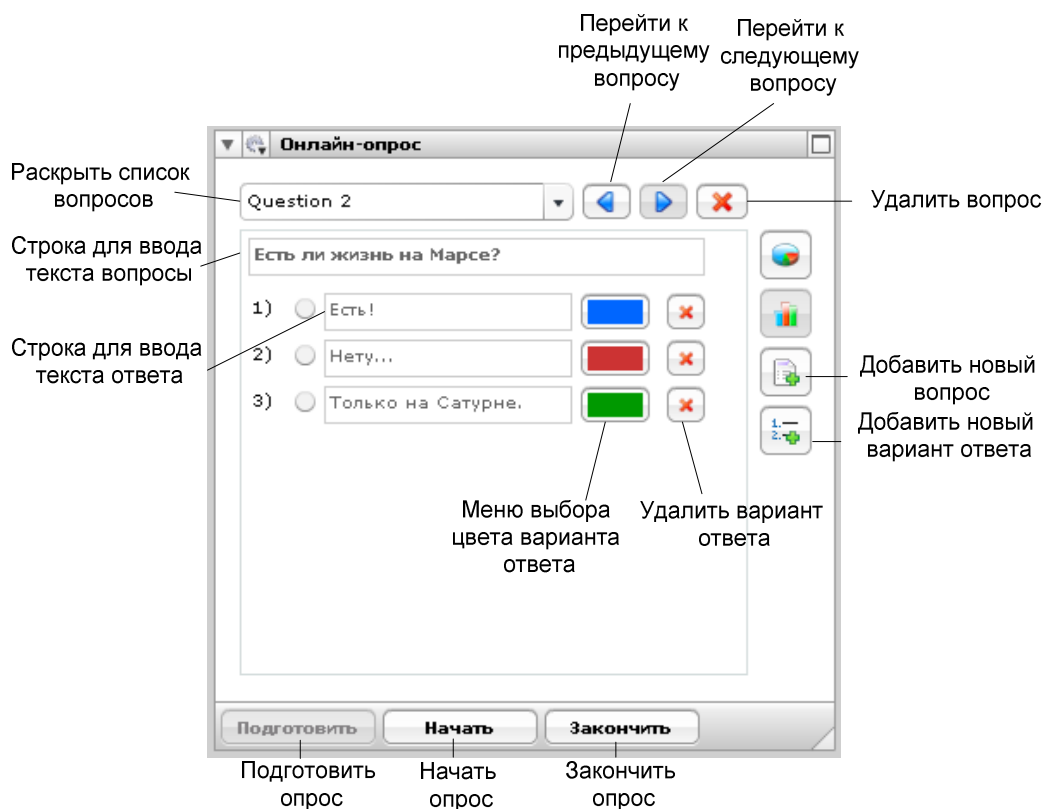 Перейти к
предыдущему
вопросу
Перейти к
следующему
вопросу
Онлайн-опрос
Раскрыть список
вопросов
Question 2
Удалить вопрос
Строка для ввода
текста вопросы
Есть ли жизнь на Марсе?
1)
Есть!
Строка для ввода
текста ответа
2)
Нету...
3)
Только на Сатурне.
Добавить новый
вопрос
1.
2.
Добавить новый
вариант ответа
Меню выбора
цвета варианта
ответа
Удалить вариант
ответа
Подготовить
Начать
Закончить
Подготовить
опрос
Начать
опрос
Закончить
опрос